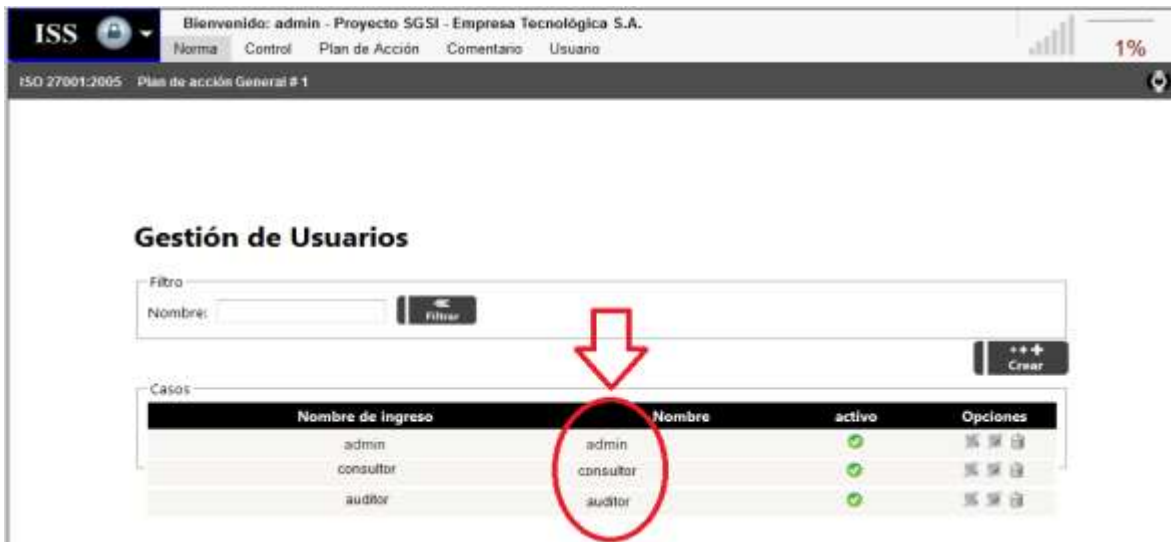 ISS
Bienvenido: admin - Proyecto SGSI - Empresa Tecnológica S.A.
Norma Control Plan de Acción Comentario Usuario
1%
ISO 27001:2005 Plan de acción General # 1
Gestión de Usuarios
Filtro
Nombre:
Filtrar
Crear
Casos
Nombre de ingreso Nombre activo Opciones
admin admin
consultor consultor
auditor auditor